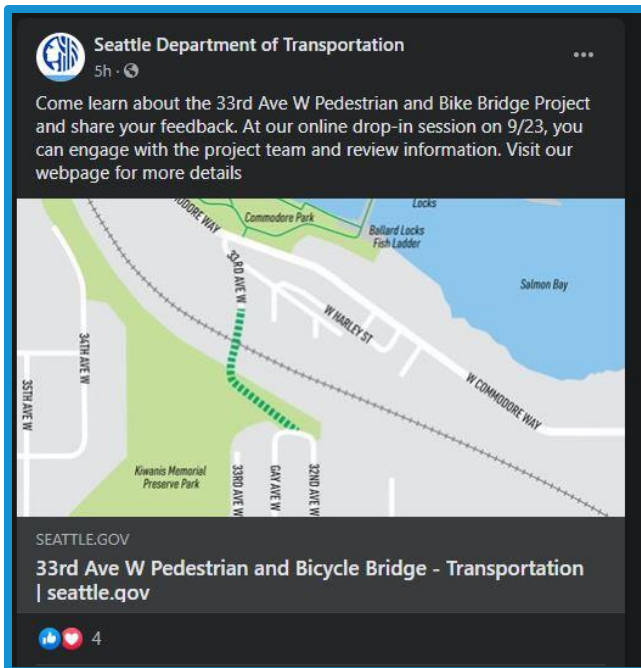 Seattle Department of Transportation
5h ·
Come learn about the 33rd Ave W Pedestrian and Bike Bridge Project
and share your feedback. At our online drop-in session on 9/23, you
can engage with the project team and review information. Visit our
webpage for more details
Locks
COMMODORE WAY
Commodore Park
Ballard Locks
Fish Ladder
33RD AVE W
Salmon Bay
W HARLEY ST
34TH AVE W
35TH AVE W
W COMMODORE WAY
Kiwanis Memorial
Preserve Park
33RD AVE W
GAY AVE W
32ND AVE W
SEATTLE.GOV
33rd Ave W Pedestrian and Bicycle Bridge - Transportation
| seattle.gov
4